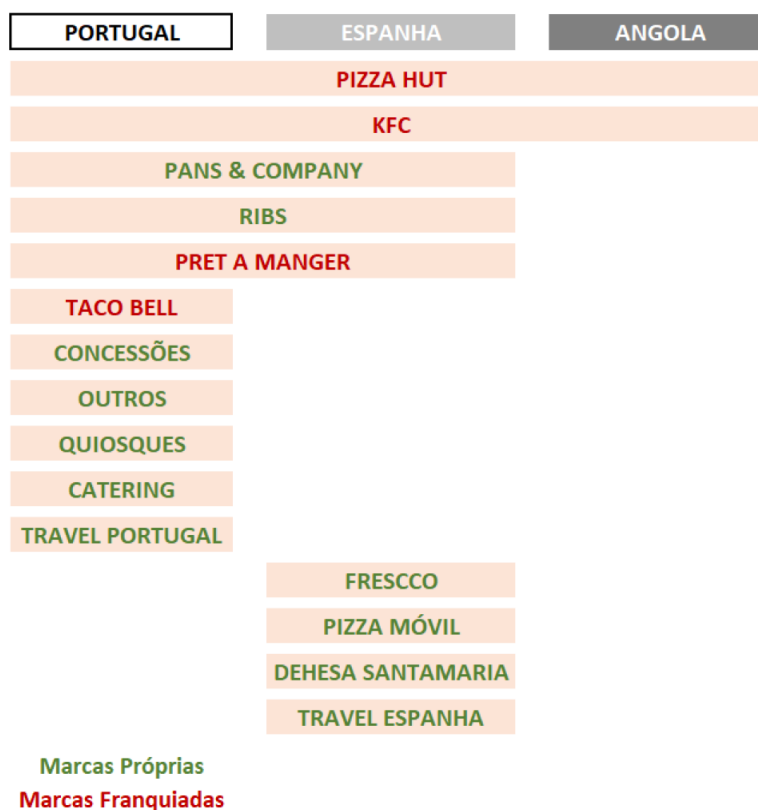 PORTUGAL ESPANHA ANGOLA
PIZZA HUT
KFC
PANS & COMPANY
RIBS
PRET A MANGER
TACO BELL
CONCESSÕES
OUTROS
QUIOSQUES
CATERING
TRAVEL PORTUGAL
FRESCCO
PIZZA MÓVIL
DEHESA SANTAMARIA
TRAVEL ESPANHA
Marcas Próprias
Marcas Franquiadas